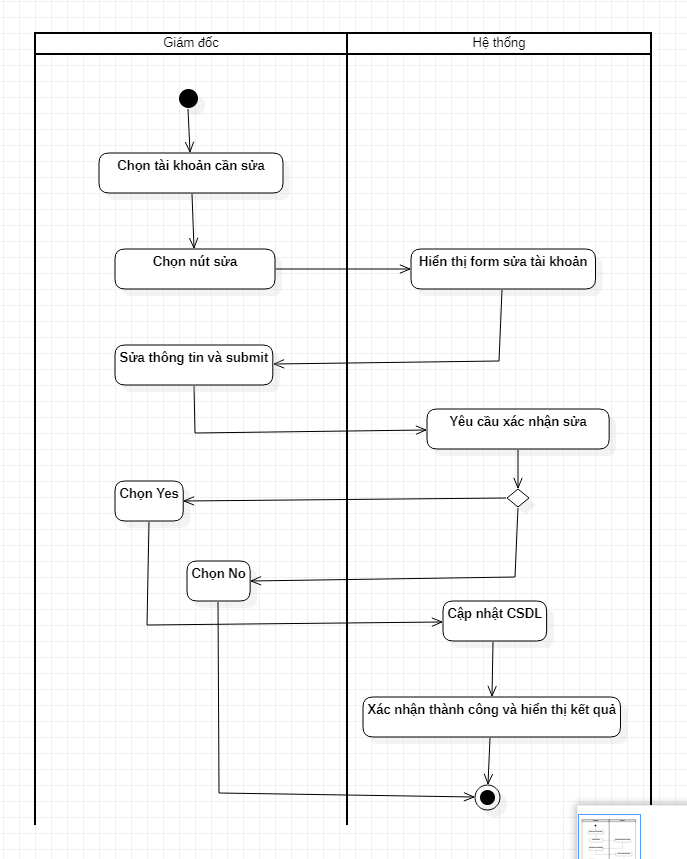 Giám đốc
Hệ thống
Chọn tài khoản cần sửa
Chọn nút sửa
Hiển thị form sửa tài khoản
Sửa thông tin và submit
Yêu cầu xác nhận sửa
Chọn Yes
Chọn No
Cập nhật CSDL
Xác nhận thành công và hiển thị kết quả